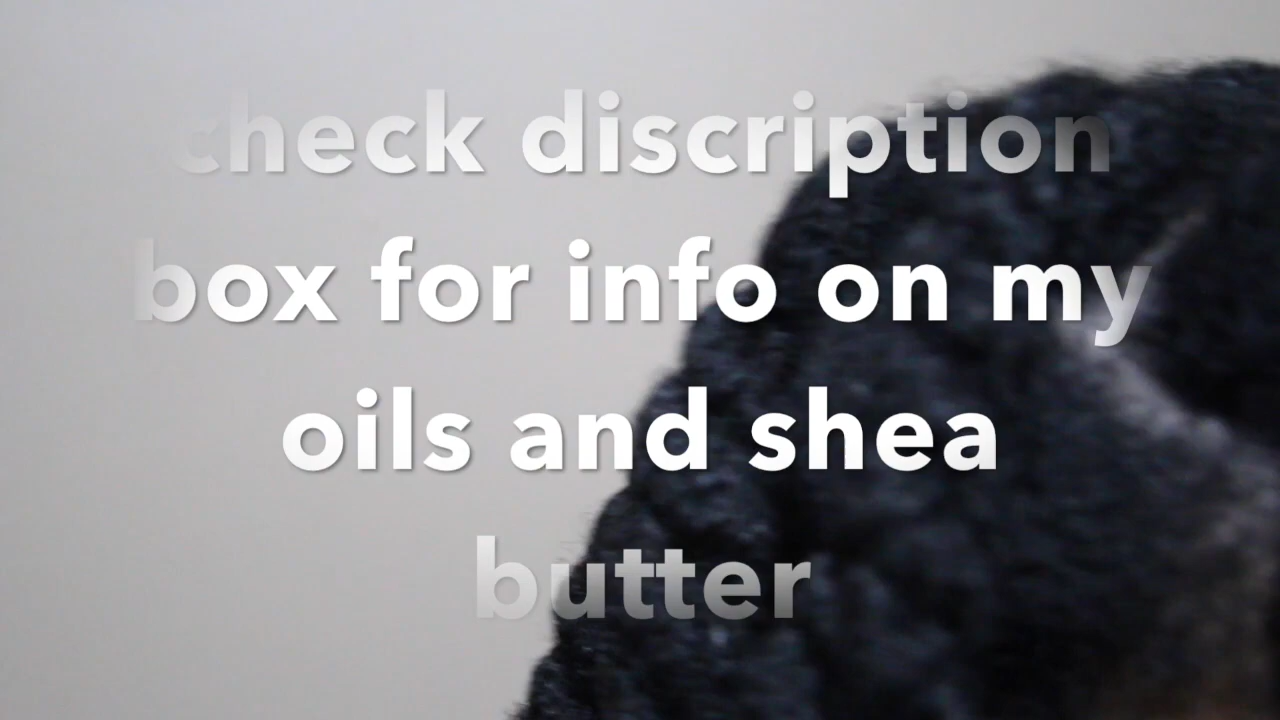 check discription
box for info on my
oils and shea
butter